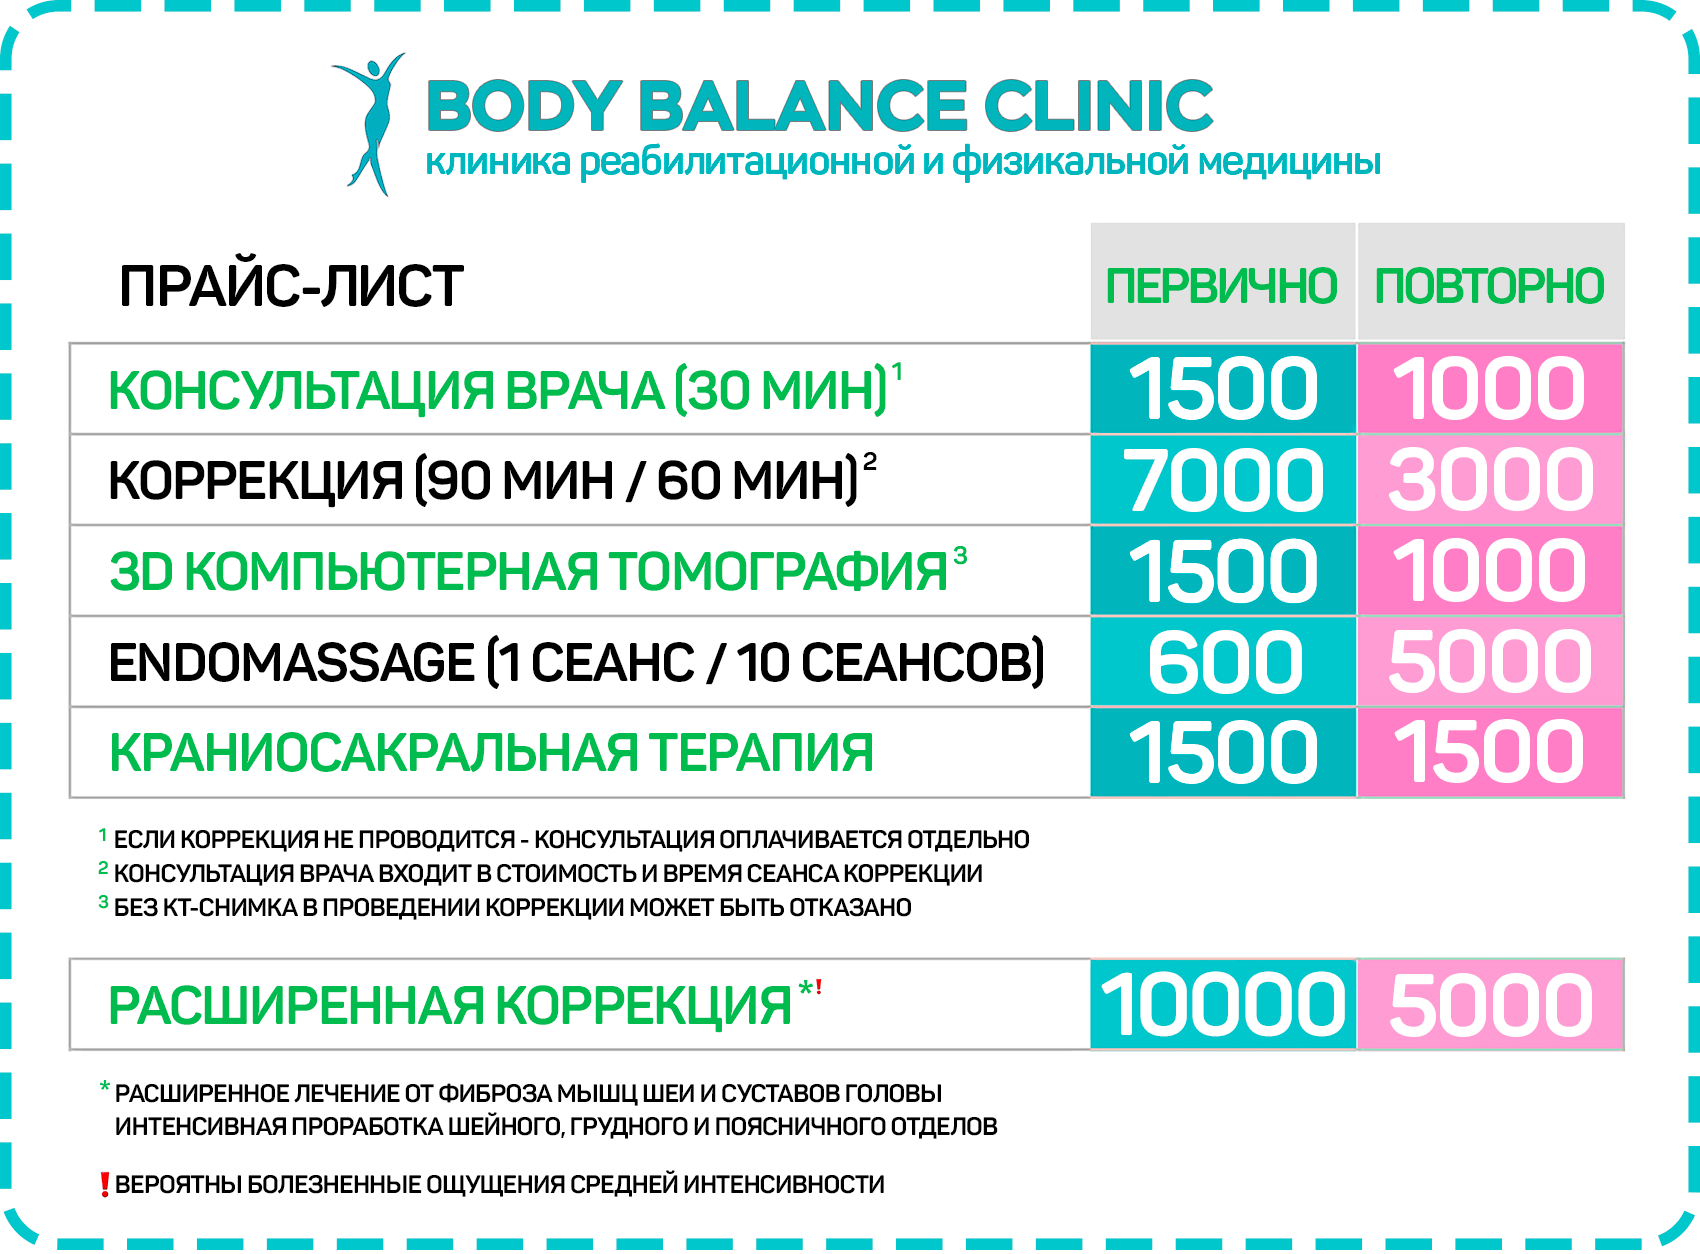 BODY BALANCE CLINIC
клиника реабилитационной и физикальной медицины
ПРАЙС-ЛИСТ ПЕРВИЧНО ПОВТОРНО
КОНСУЛЬТАЦИЯ ВРАЧА (30 МИН)¹ 1500 1000
КОРРЕКЦИЯ (90 МИН / 60 МИН)² 7000 3000
3D КОМПЬЮТЕРНАЯ ТОМОГРАФИЯ³ 1500 1000
ENDOMASSAGE (1 СЕАНС / 10 СЕАНСОВ) 600 5000
КРАНИОСАКРАЛЬНАЯ ТЕРАПИЯ 1500 1500
¹ ЕСЛИ КОРРЕКЦИЯ НЕ ПРОВОДИТСЯ - КОНСУЛЬТАЦИЯ ОПЛАЧИВАЕТСЯ ОТДЕЛЬНО
² КОНСУЛЬТАЦИЯ ВРАЧА ВХОДИТ В СТОИМОСТЬ И ВРЕМЯ СЕАНСА КОРРЕКЦИИ
³ БЕЗ КТ-СНИМКА В ПРОВЕДЕНИИ КОРРЕКЦИИ МОЖЕТ БЫТЬ ОТКАЗАНО
РАСШИРЕННАЯ КОРРЕКЦИЯ*! 10000 5000
* РАСШИРЕННОЕ ЛЕЧЕНИЕ ОТ ФИБРОЗА МЫШЦ ШЕИ И СУСТАВОВ ГОЛОВЫ
ИНТЕНСИВНАЯ ПРОРАБОТКА ШЕЙНОГО, ГРУДНОГО И ПОЯСНИЧНОГО ОТДЕЛОВ
! ВЕРОЯТНЫ БОЛЕЗНЕННЫЕ ОЩУЩЕНИЯ СРЕДНЕЙ ИНТЕНСИВНОСТИ